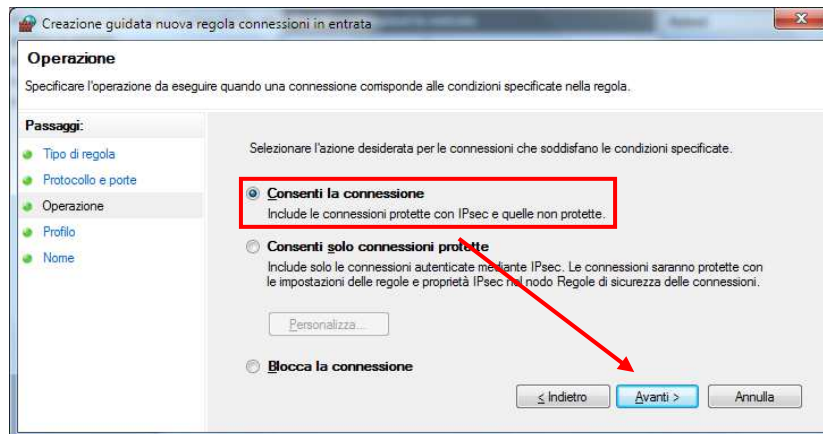 Creazione guidata nuova regola connessioni in entrata
Operazione
Specificare l'operazione da eseguire quando una connessione corrisponde alle condizioni specificate nella regola.
Passaggi:
Tipo di regola
Protocollo e porte
Operazione
Profilo
Nome
Selezionare l'azione desiderata per le connessioni che soddisfano le condizioni specificate.
Consenti la connessione
Include le connessioni protette con IPsec e quelle non protette.
Consenti solo connessioni protette
Include solo le connessioni autenticate mediante IPsec. Le connessioni saranno protette con
le impostazioni delle regole e proprietà IPsec nel nodo Regole di sicurezza delle connessioni.
Personalizza...
Blocca la connessione
< Indietro
Avanti >
Annulla